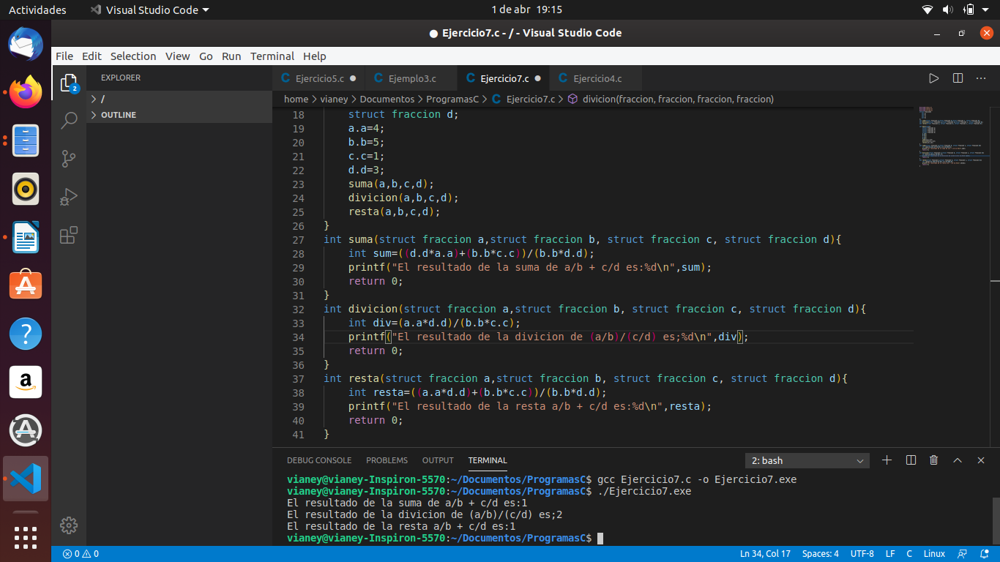 Actividades Visual Studio Code 1 de abr 19:15
Ejercicio7.c - / - Visual Studio Code
File Edit Selection View Go Run Terminal Help
EXPLORER
Ejercicio5.c Ejemplo3.c Ejercicio7.c Ejercicio4.c
2
/
OUTLINE
home > vianey > Documentos > ProgramasC > C Ejercicio7.c > divicion(fraccion, fraccion, fraccion, fraccion)
18 struct fraccion d;
19 a.a=4;
20 b.b=5;
21 c.c=1;
22 d.d=3;
23 suma(a,b,c,d);
24 divicion(a,b,c,d);
25 resta(a,b,c,d);
26 }
27 int suma(struct fraccion a,struct fraccion b, struct fraccion c, struct fraccion d){
28 int sum=((d.d*a.a)+(b.b*c.c))/(b.b*d.d);
29 printf("El resultado de la suma de a/b + c/d es:%d\n",sum);
30 return 0;
31 }
32 int divicion(struct fraccion a,struct fraccion b, struct fraccion c, struct fraccion d){
33 int div=(a.a*d.d)/(b.b*c.c);
34 printf("El resultado de la divicion de (a/b)/(c/d) es;%d\n",div);
35 return 0;
36 }
37 int resta(struct fraccion a,struct fraccion b, struct fraccion c, struct fraccion d){
38 int resta=((a.a*d.d)+(b.b*c.c))/(b.b*d.d);
39 printf("El resultado de la resta a/b + c/d es:%d\n",resta);
40 return 0;
41 }
DEBUG CONSOLE PROBLEMS OUTPUT TERMINAL 2: bash
vianey@vianey-Inspiron-5570:~/Documentos/ProgramasC$ gcc Ejercicio7.c -o Ejercicio7.exe
vianey@vianey-Inspiron-5570:~/Documentos/ProgramasC$ ./Ejercicio7.exe
El resultado de la suma de a/b + c/d es:1
El resultado de la divicion de (a/b)/(c/d) es;2
El resultado de la resta a/b + c/d es:1
vianey@vianey-Inspiron-5570:~/Documentos/ProgramasC$
0 0 Ln 34, Col 17 Spaces: 4 UTF-8 LF C Linux